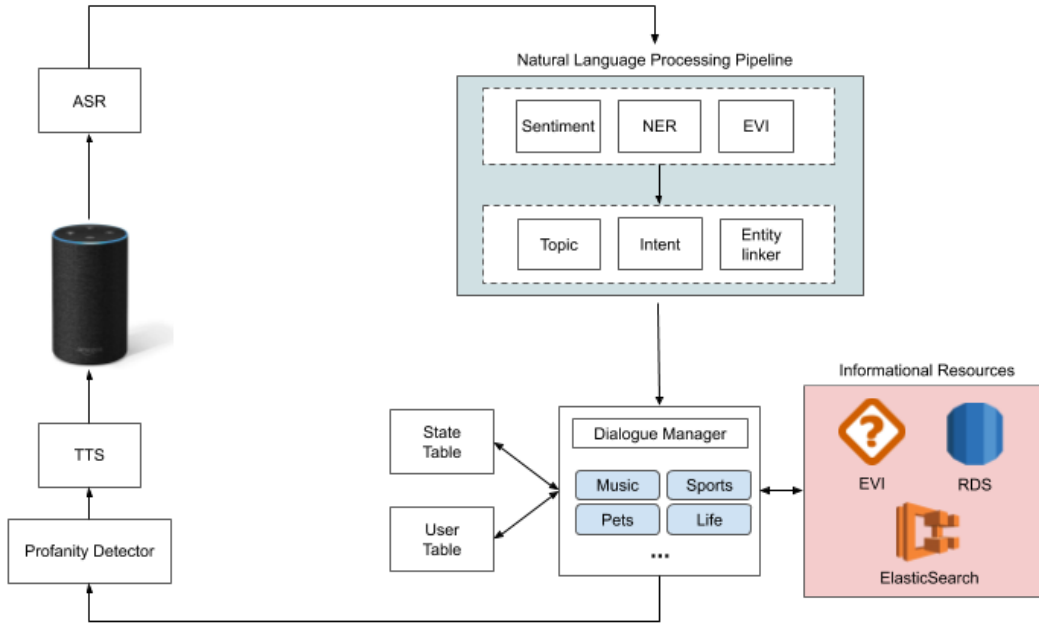 Natural Language Processing Pipeline
ASR
Sentiment
NER
EVI
Topic
Intent
Entity
linker
Informational Resources
State
Table
Dialogue Manager
TTS
Music
Sports
EVI
RDS
User
Table
Pets
Life
Profanity Detector
...
ElasticSearch